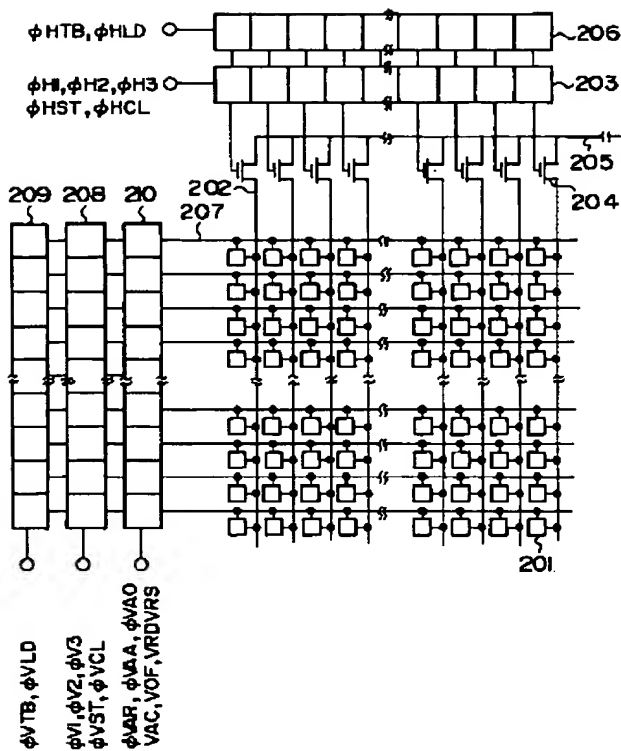 φHTB, φHLD
206
φH1, φH2, φH3
φHST, φHCL
203
205
209
208
210
202
204
207
201
φVTB, φVLD
φV1, φV2, φV3
φVST, φVCL
φVAR, φVAA, φVAO
VAC, VOF, VRDVRS